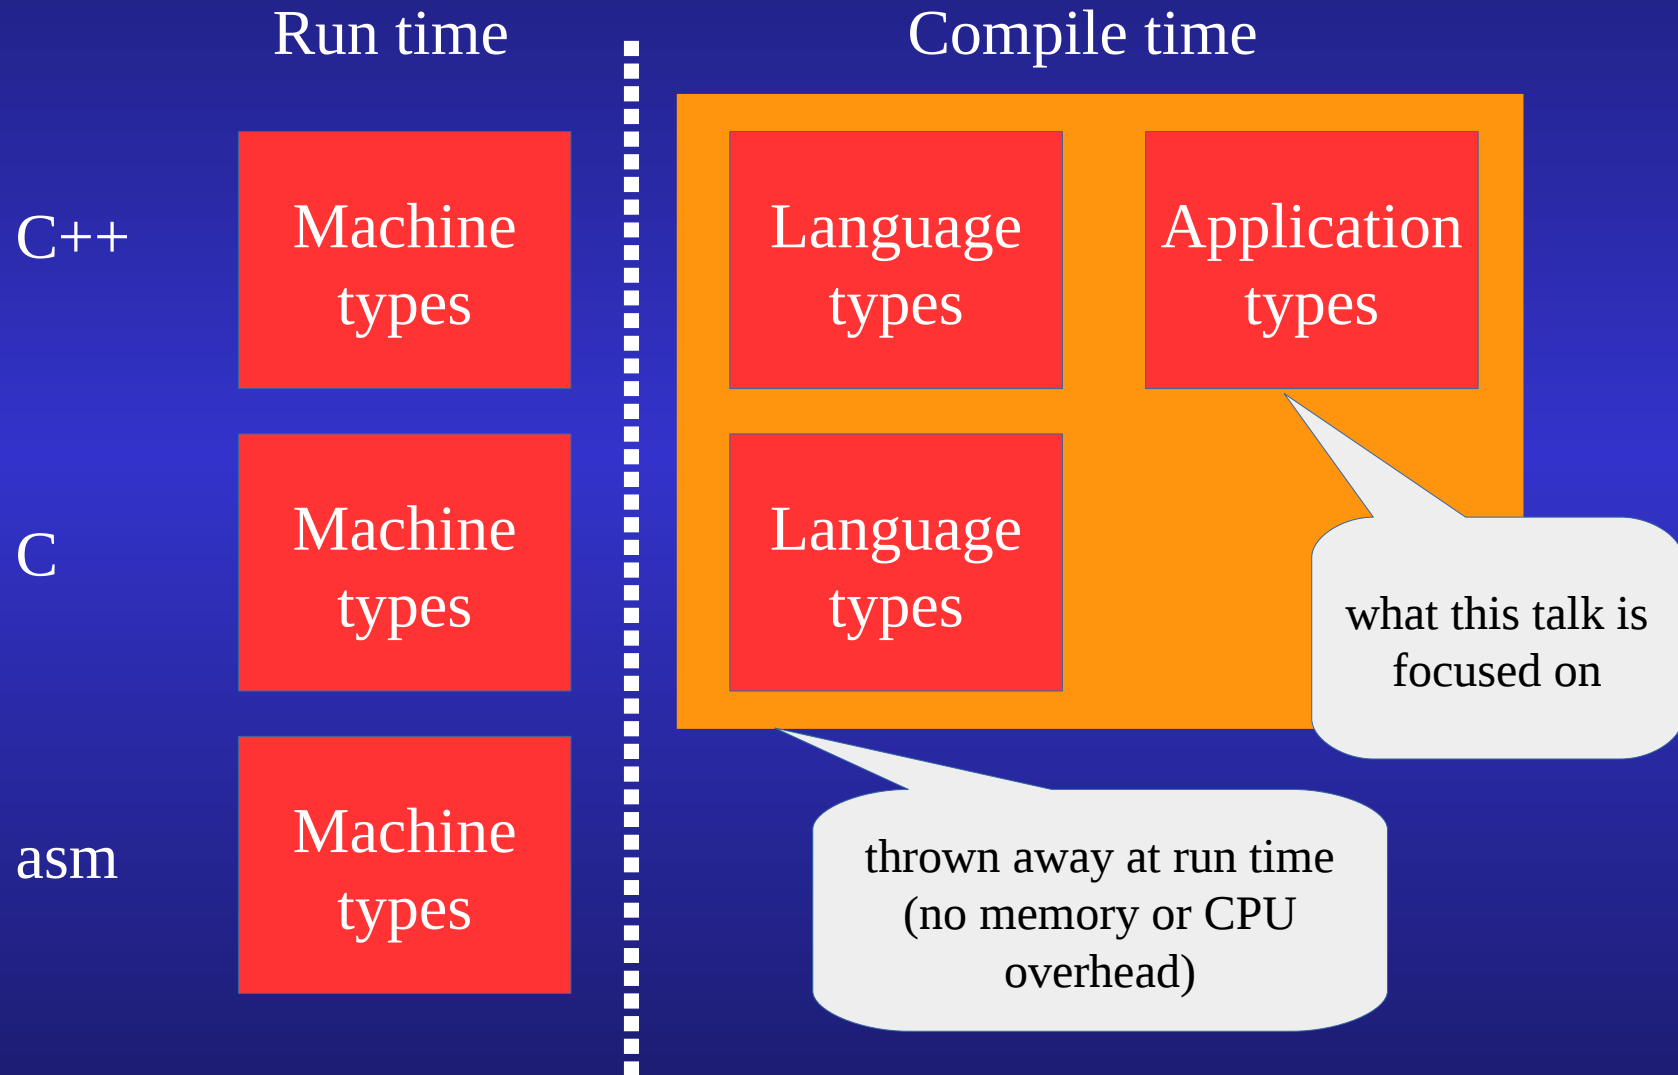 Run time
Compile time
C++
Machine
types
Language
types
Application
types
C
Machine
types
Language
types
what this talk is
focused on
asm
Machine
types
thrown away at run time
(no memory or CPU
overhead)